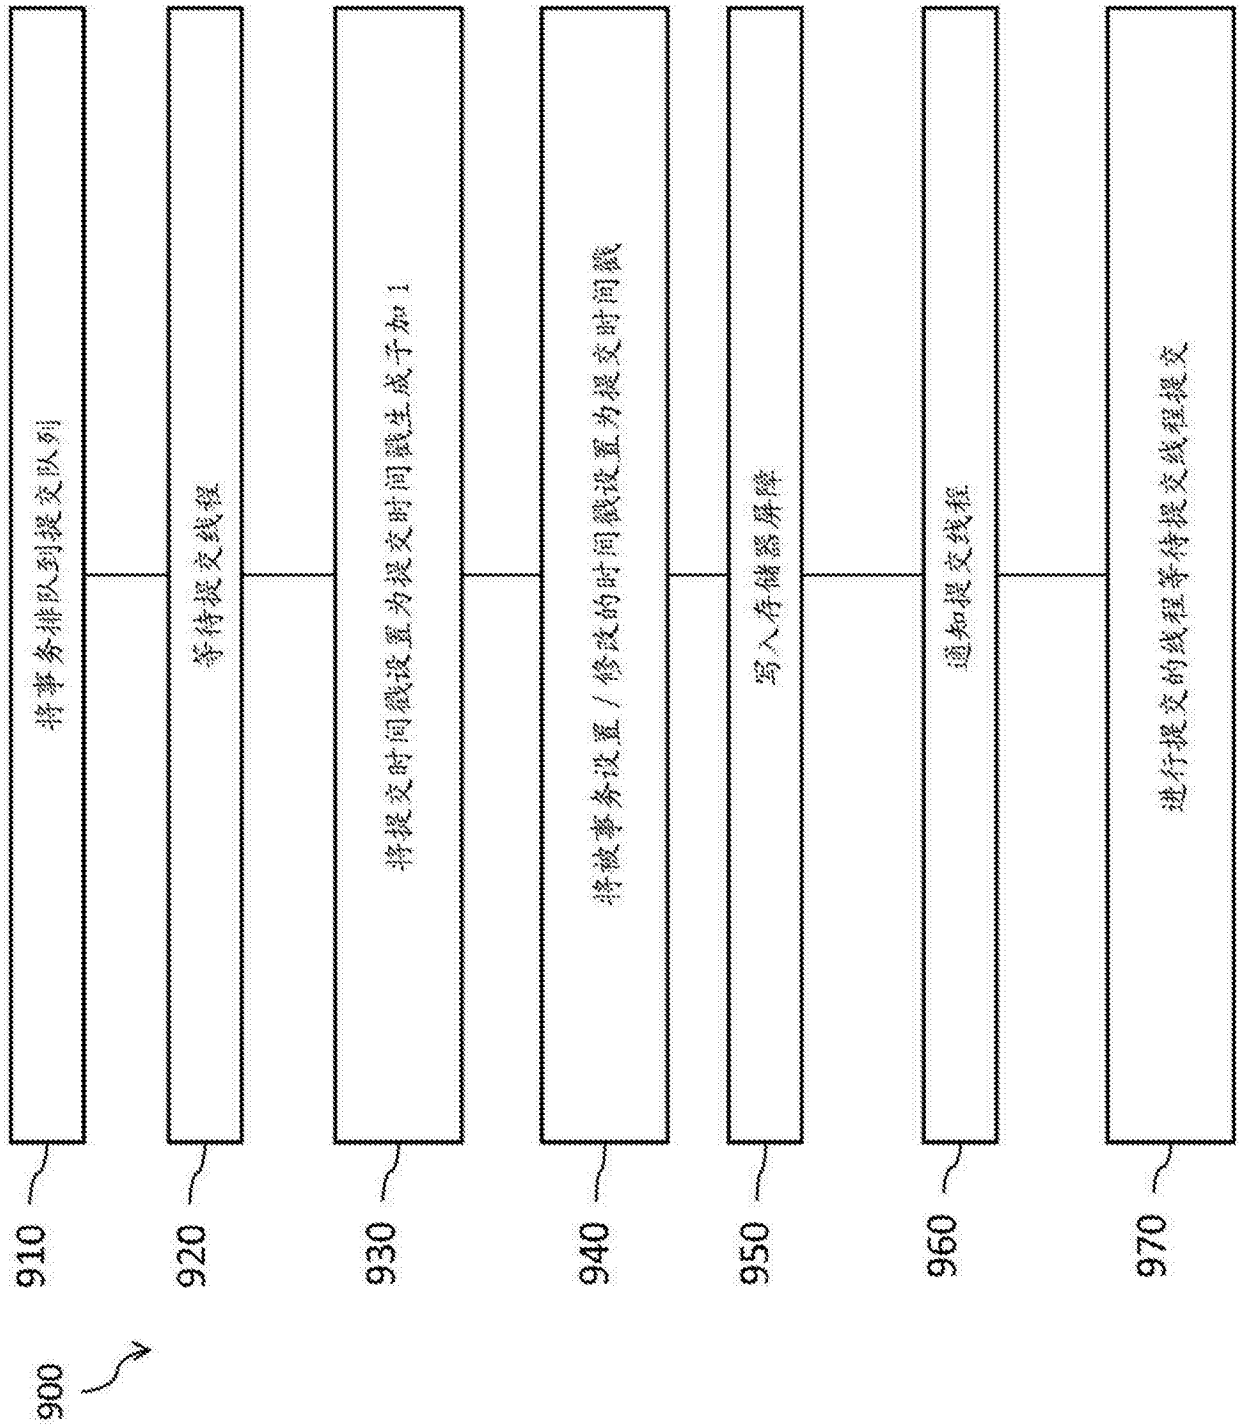 900
910
将事务排队到提交队列
920
等待提交线程
930
将提交时间戳设置为提交时间戳生成子加1
940
将被事务设置/修改的时间戳设置为提交时间戳
950
写入存储器屏障
960
通知提交线程
970
进行提交的线程等待提交线程提交